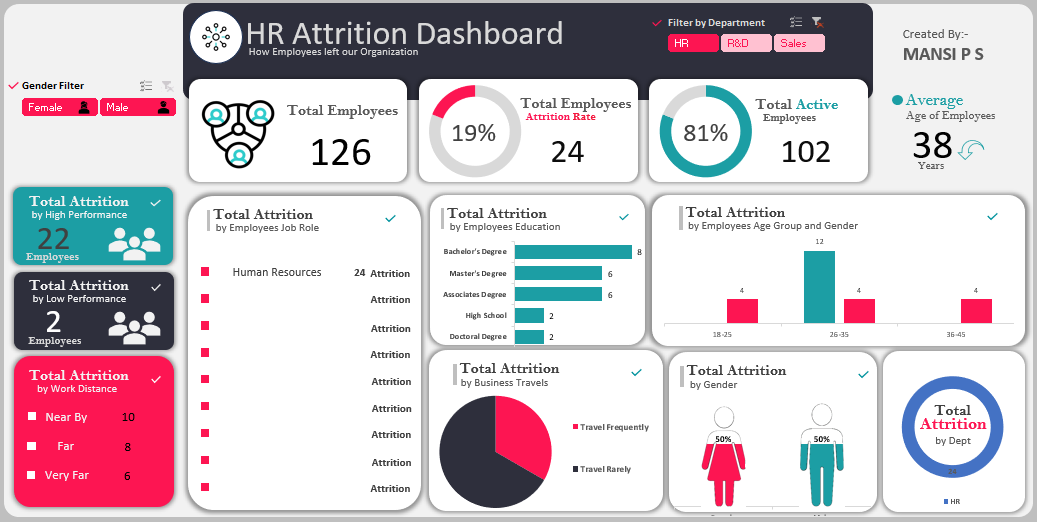 HR Attrition Dashboard
How Employees left our Organization
Filter by Department
HR
R&D
Sales
Created By:-
MANSI P S
Gender Filter
Female
Male
Total Employees
126
19%
Total Employees
Attrition Rate
24
81%
Total Active
Employees
102
Average
Age of Employees
38
Years
Total Attrition
by High Performance
22
Employees
Total Attrition
by Low Performance
2
Employees
Total Attrition
by Work Distance
Near By 10
Far 8
Very Far 6
Total Attrition
by Employees Job Role
Human Resources 24 Attrition
Attrition
Attrition
Attrition
Attrition
Attrition
Attrition
Attrition
Attrition
Total Attrition
by Employees Education
Bachelor's Degree 8
Master's Degree 6
Associates Degree 6
High School 2
Doctoral Degree 2
Total Attrition
by Employees Age Group and Gender
12
4 4 4
18-25 26-35 36-45
Total Attrition
by Business Travels
Travel Frequently
Travel Rarely
Total Attrition
by Gender
50% 50%
Total
Attrition
by Dept
24
HR